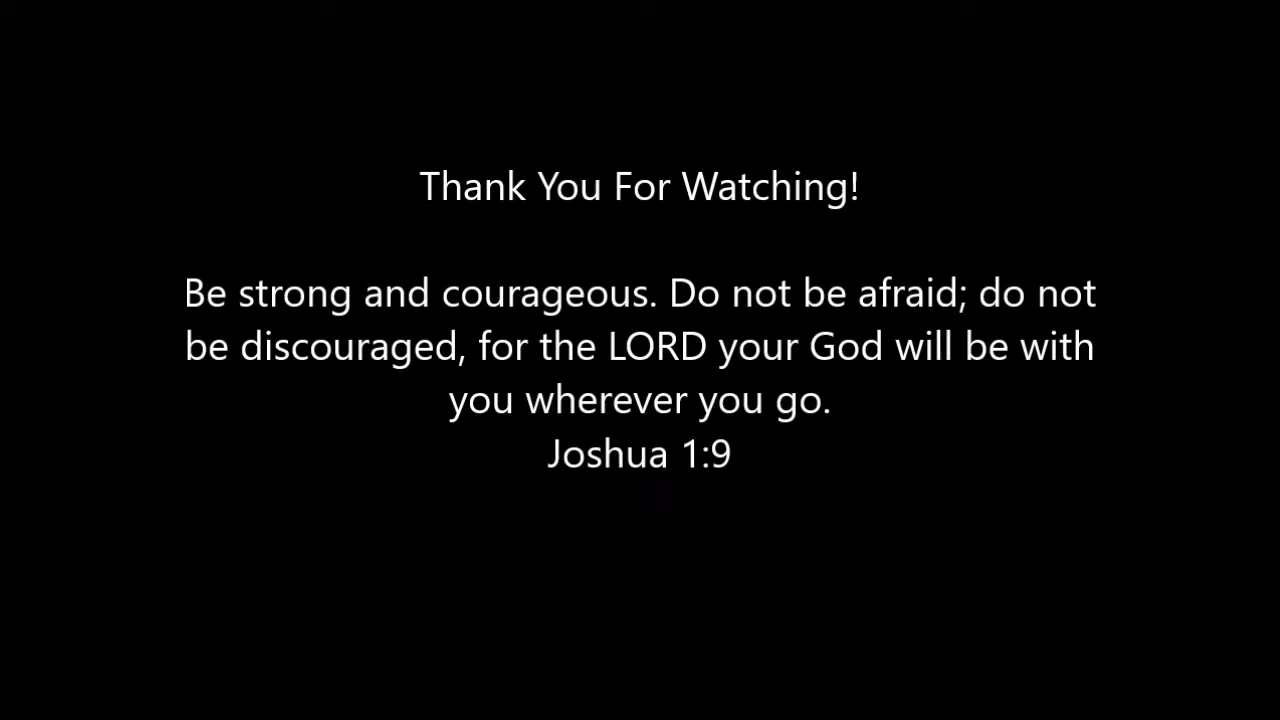 Thank You For Watching!
Be strong and courageous. Do not be afraid; do not
be discouraged, for the LORD your God will be with
you wherever you go.
Joshua 1:9